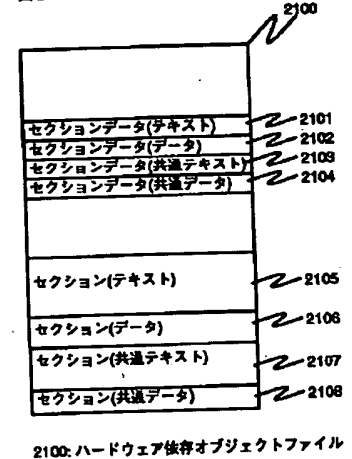 2100
セクションデータ(テキスト)
2101
セクションデータ(データ)
2102
セクションデータ(共通テキスト)
2103
セクションデータ(共通データ)
2104
セクション(テキスト)
2105
セクション(データ)
2106
セクション(共通テキスト)
2107
セクション(共通データ)
2108
2100: ハードウェア依存オブジェクトファイル